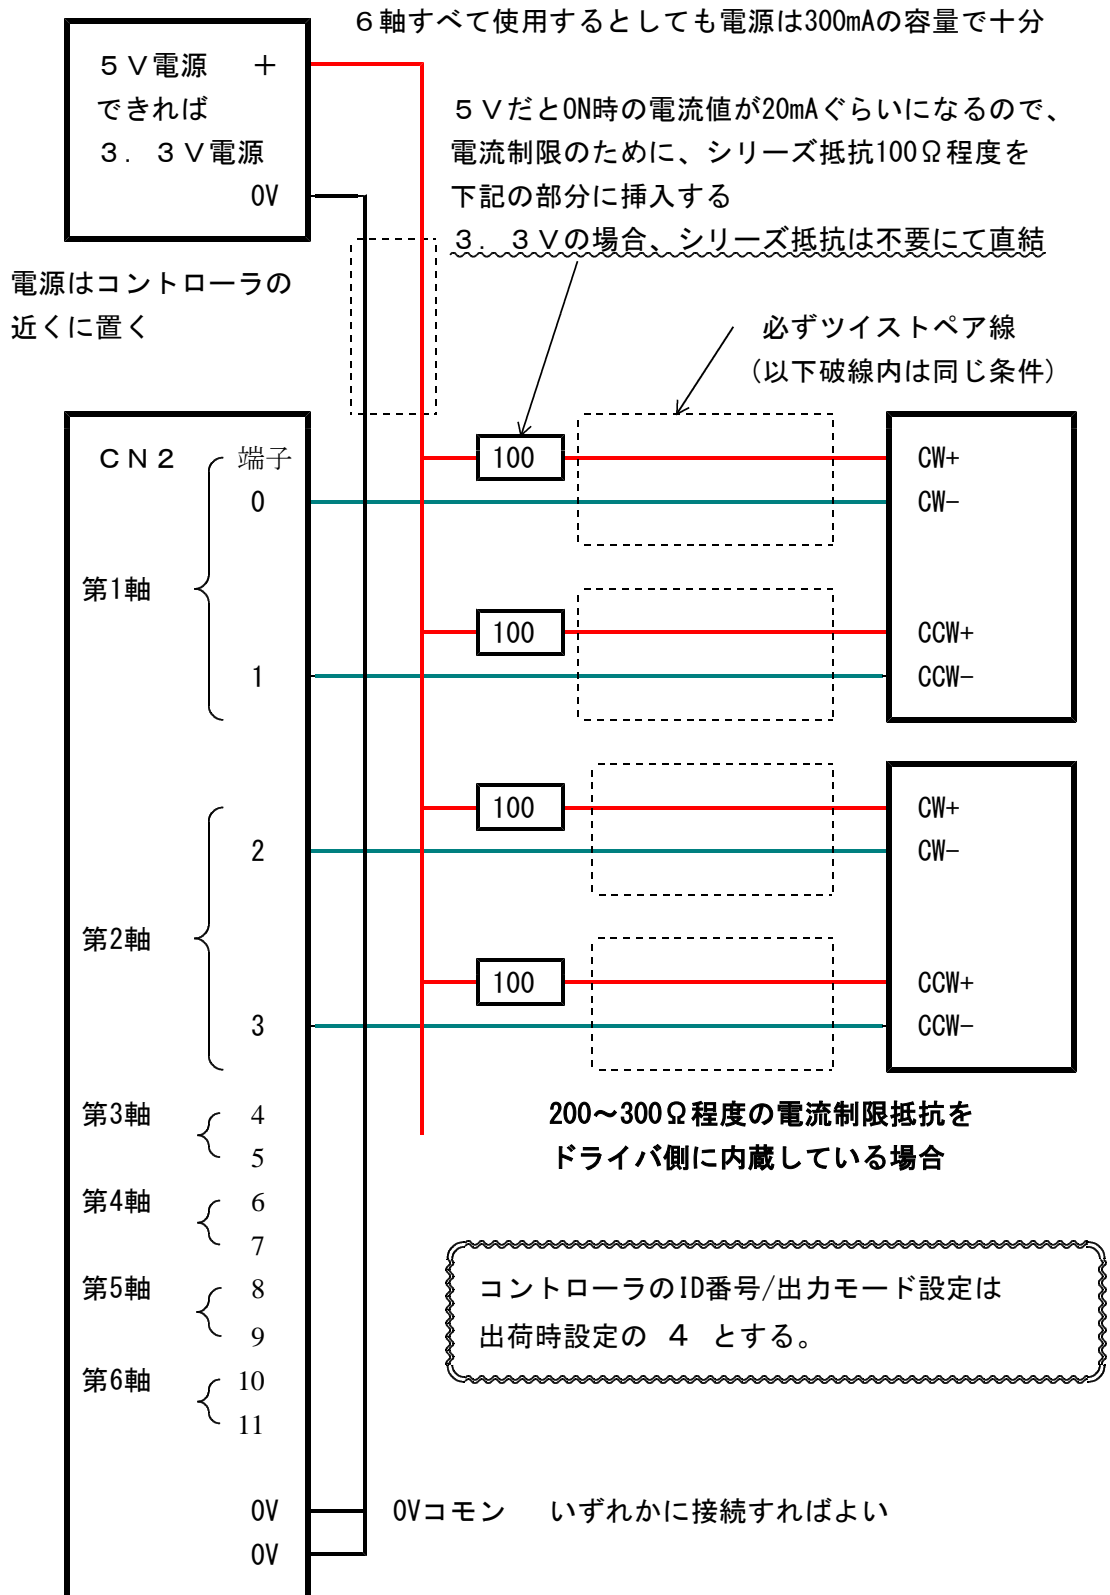 ６軸すべて使用するとしても電源は300mAの容量で十分
５Ｖ電源　＋
できれば
３．３Ｖ電源
0V
５ＶだとON時の電流値が20mAぐらいになるので、
電流制限のために、シリーズ抵抗100Ω程度を
下記の部分に挿入する
３．３Ｖの場合、シリーズ抵抗は不要にて直結
電源はコントローラの
近くに置く
必ずツイストペア線
(以下破線内は同じ条件)
ＣＮ２ 端子
100
CW+
0
CW−
第1軸
100
CCW+
1
CCW−
100
CW+
2
CW−
第2軸
100
CCW+
3
CCW−
第3軸
4
5
200～300Ω程度の電流制限抵抗を
ドライバ側に内蔵している場合
第4軸
6
7
第5軸
8
9
コントローラのID番号/出力モード設定は
出荷時設定の　４　とする。
第6軸
10
11
0V
0Vコモン　いずれかに接続すればよい
0V